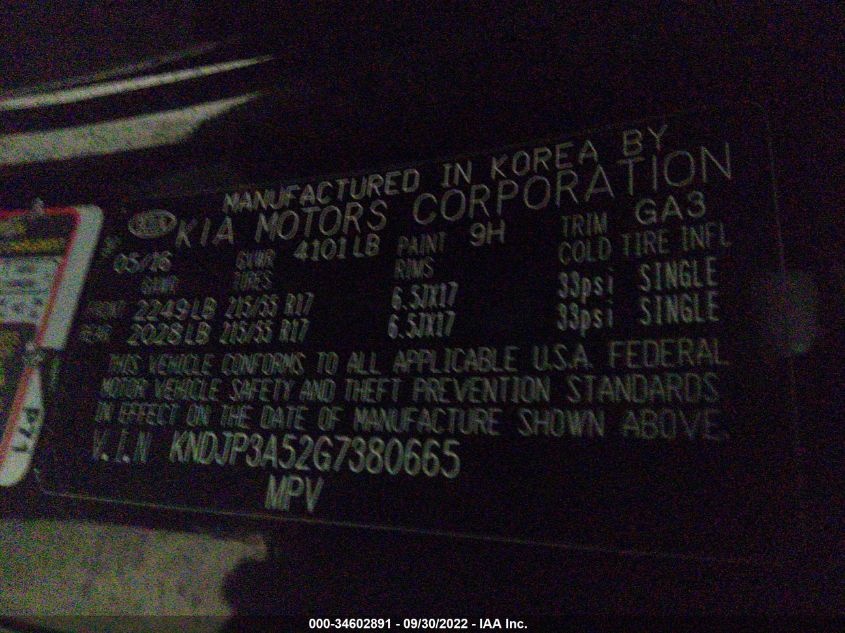 MANUFACTURED IN KOREA BY
KIA MOTORS CORPORATION
05/16 GVWR 4101LB PAINT 9H TRIM GA3
GAWR TIRES RIMS COLD TIRE INFL
FRONT 2249LB 215/55 R17 6.5JX17 33psi SINGLE
REAR 2028LB 215/55 R17 6.5JX17 33psi SINGLE
THIS VEHICLE CONFORMS TO ALL APPLICABLE U.S.A. FEDERAL
MOTOR VEHICLE SAFETY AND THEFT PREVENTION STANDARDS
IN EFFECT ON THE DATE OF MANUFACTURE SHOWN ABOVE.
V.I.N KNDJP3A52G7380665
MPV
P71
000-34602891 - 09/30/2022 - IAA Inc.